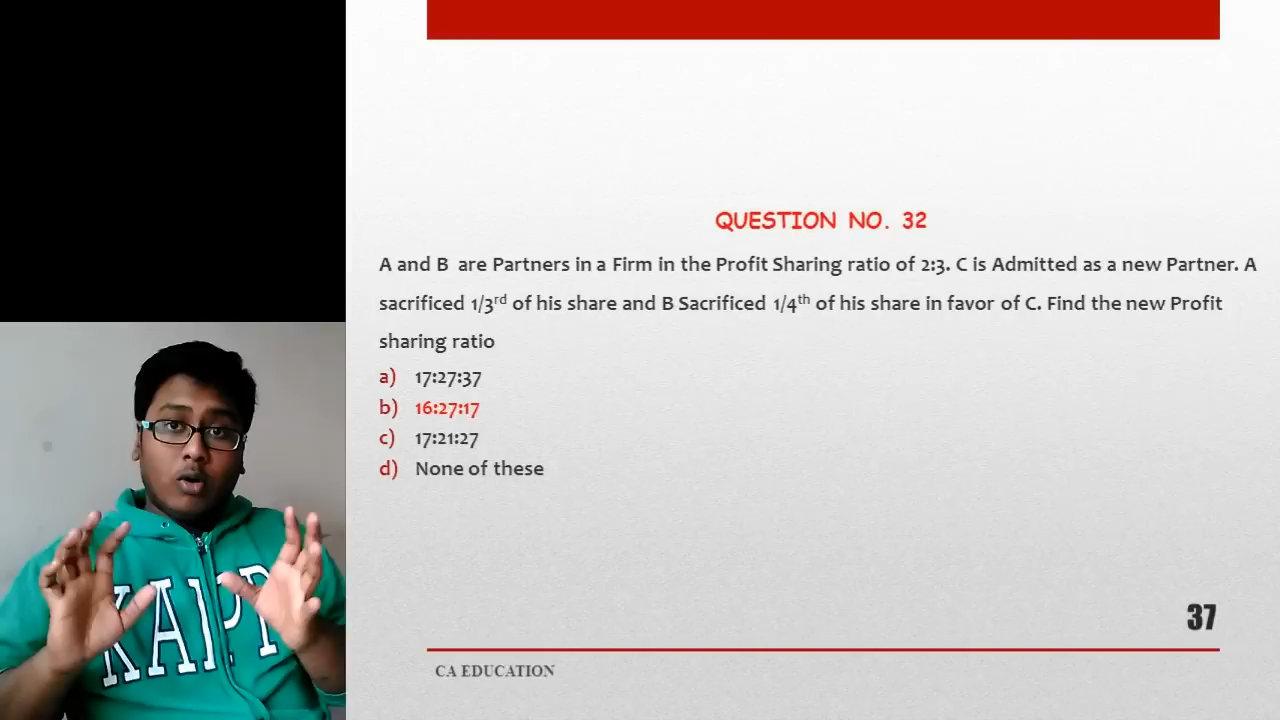 QUESTION NO. 32
A and B are Partners in a Firm in the Profit Sharing ratio of 2:3. C is Admitted as a new Partner. A
sacrificed 1/3rd of his share and B Sacrificed 1/4th of his share in favor of C. Find the new Profit
sharing ratio
a) 17:27:37
b) 16:27:17
c) 17:21:27
d) None of these
37
CA EDUCATION